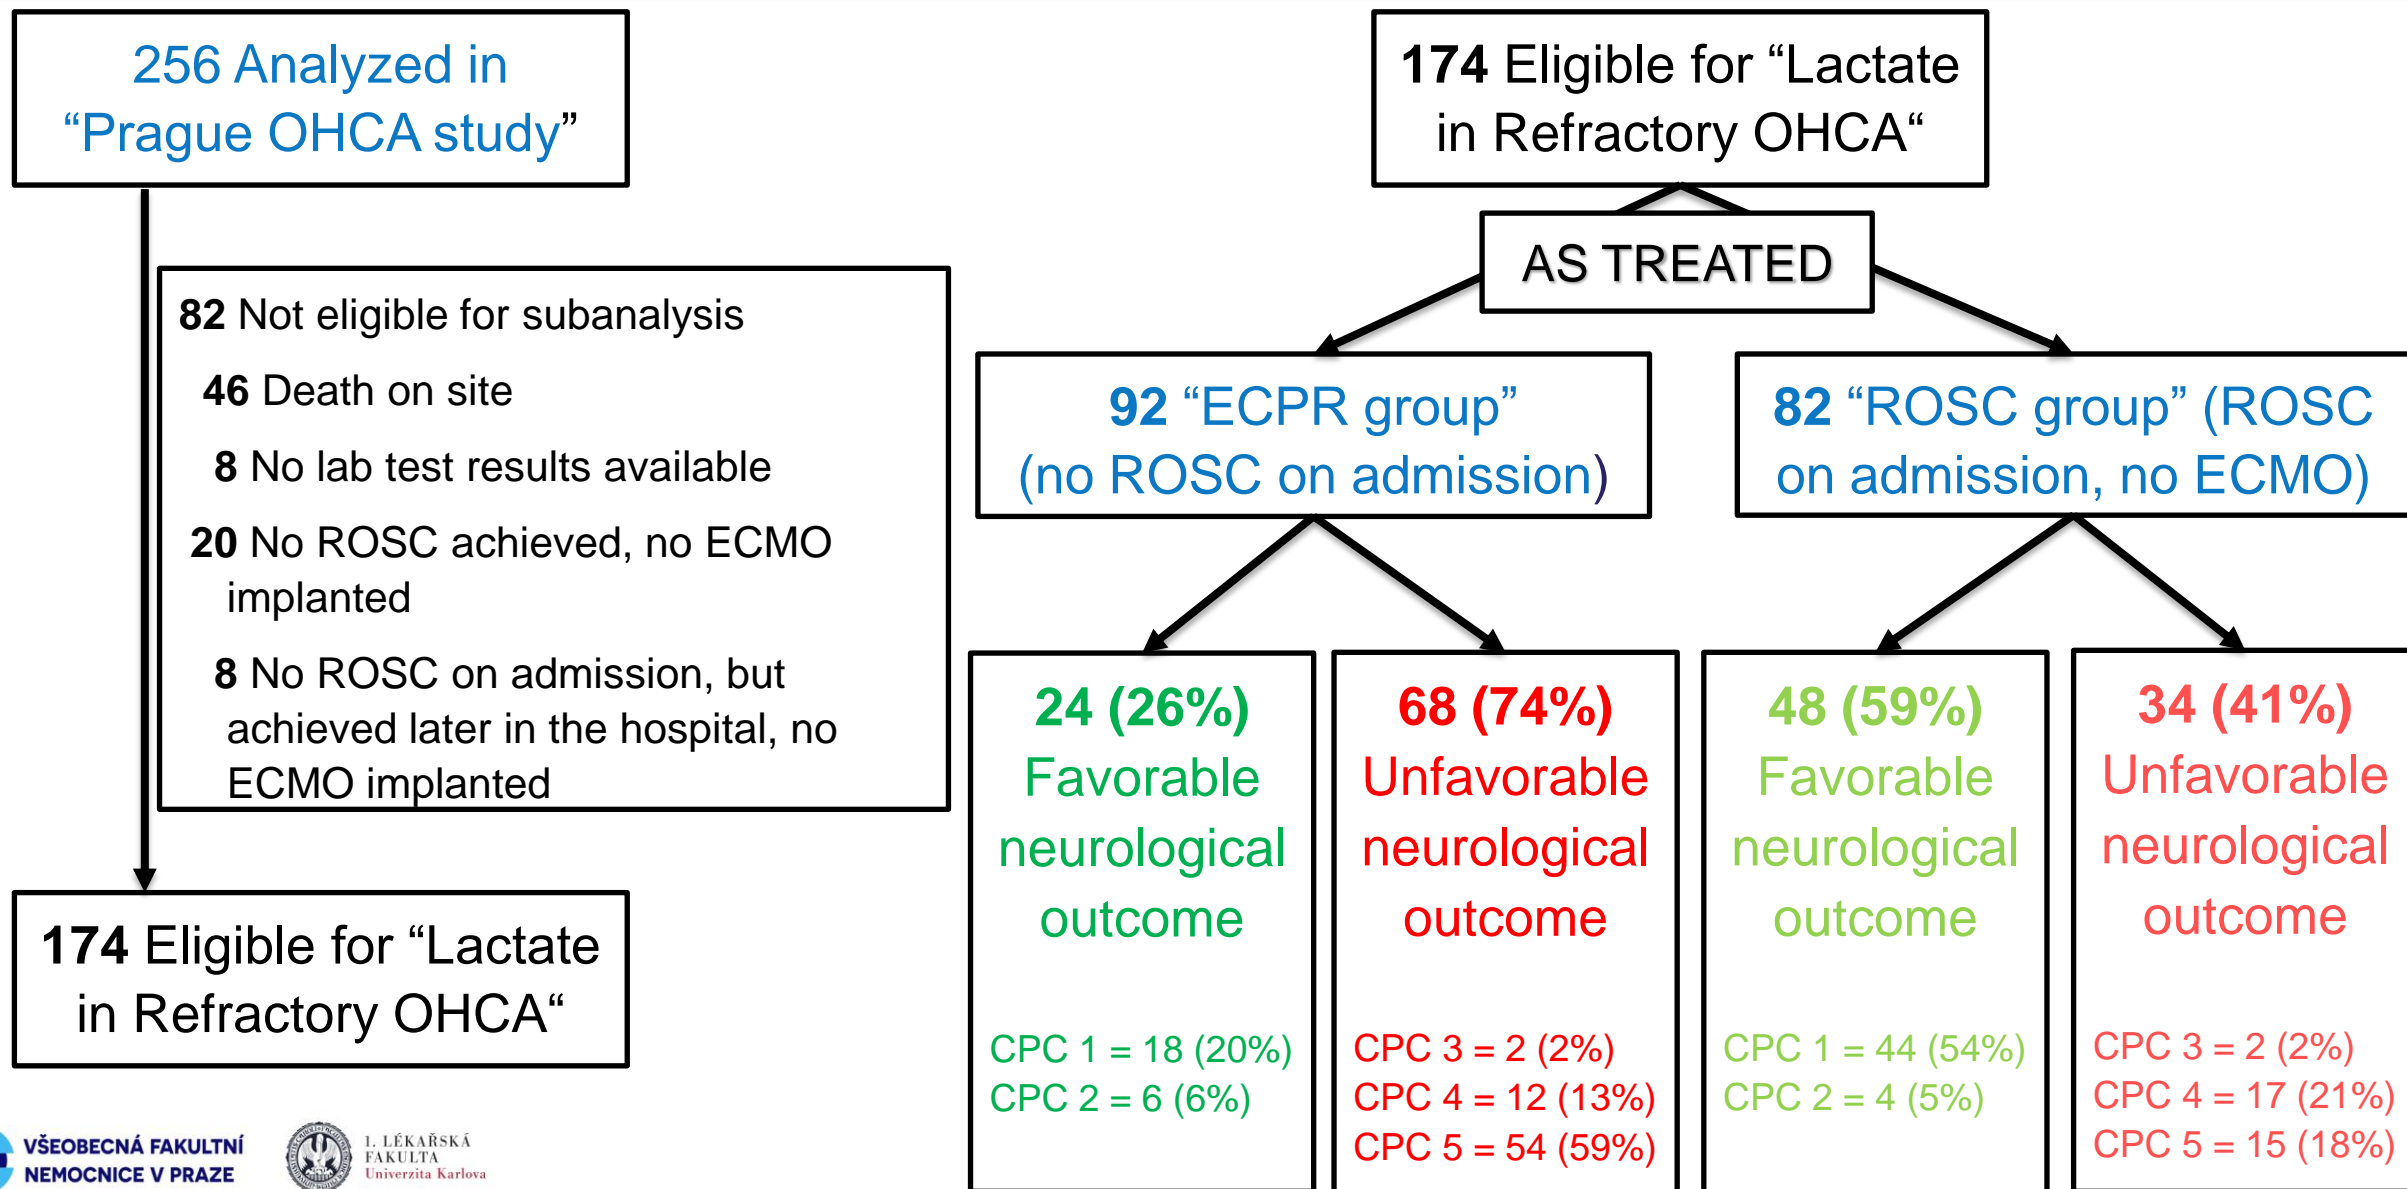 256 Analyzed in
“Prague OHCA study”
82 Not eligible for subanalysis
46 Death on site
8 No lab test results available
20 No ROSC achieved, no ECMO
implanted
8 No ROSC on admission, but
achieved later in the hospital, no
ECMO implanted
174 Eligible for “Lactate
in Refractory OHCA“
174 Eligible for “Lactate
in Refractory OHCA“
AS TREATED
92 “ECPR group”
(no ROSC on admission)
82 “ROSC group” (ROSC
on admission, no ECMO)
24 (26%)
Favorable
neurological
outcome
CPC 1 = 18 (20%)
CPC 2 = 6 (6%)
68 (74%)
Unfavorable
neurological
outcome
CPC 3 = 2 (2%)
CPC 4 = 12 (13%)
CPC 5 = 54 (59%)
48 (59%)
Favorable
neurological
outcome
CPC 1 = 44 (54%)
CPC 2 = 4 (5%)
34 (41%)
Unfavorable
neurological
outcome
CPC 3 = 2 (2%)
CPC 4 = 17 (21%)
CPC 5 = 15 (18%)
VŠEOBECNÁ FAKULTNÍ
NEMOCNICE V PRAZE
1. LÉKAŘSKÁ
FAKULTA
Univerzita Karlova